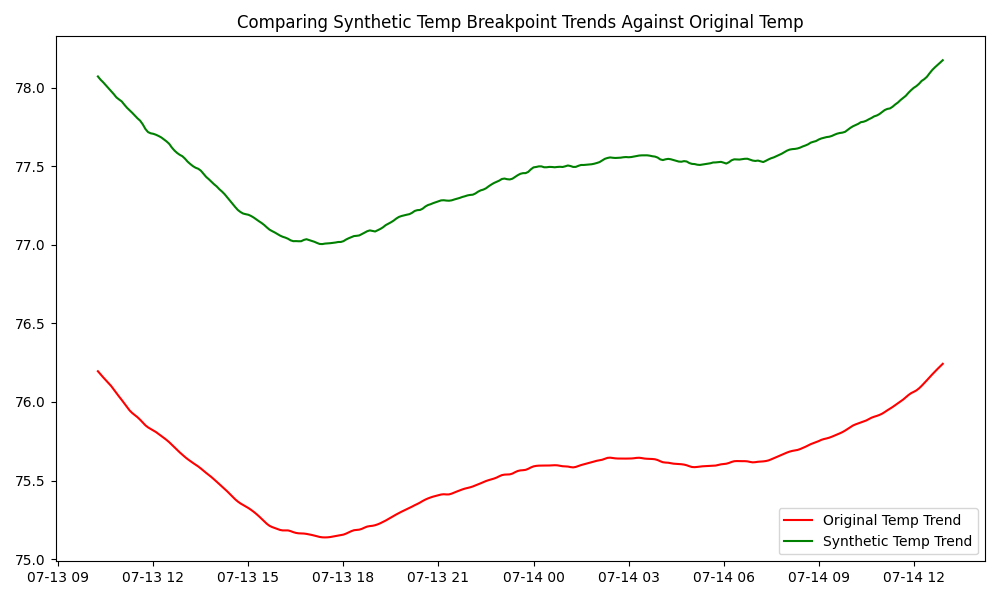 Comparing Synthetic Temp Breakpoint Trends Against Original Temp
78.0
77.5
77.0
76.5
76.0
75.5
75.0
07-13 09 07-13 12 07-13 15 07-13 18 07-13 21 07-14 00 07-14 03 07-14 06 07-14 09 07-14 12
Original Temp Trend
Synthetic Temp Trend